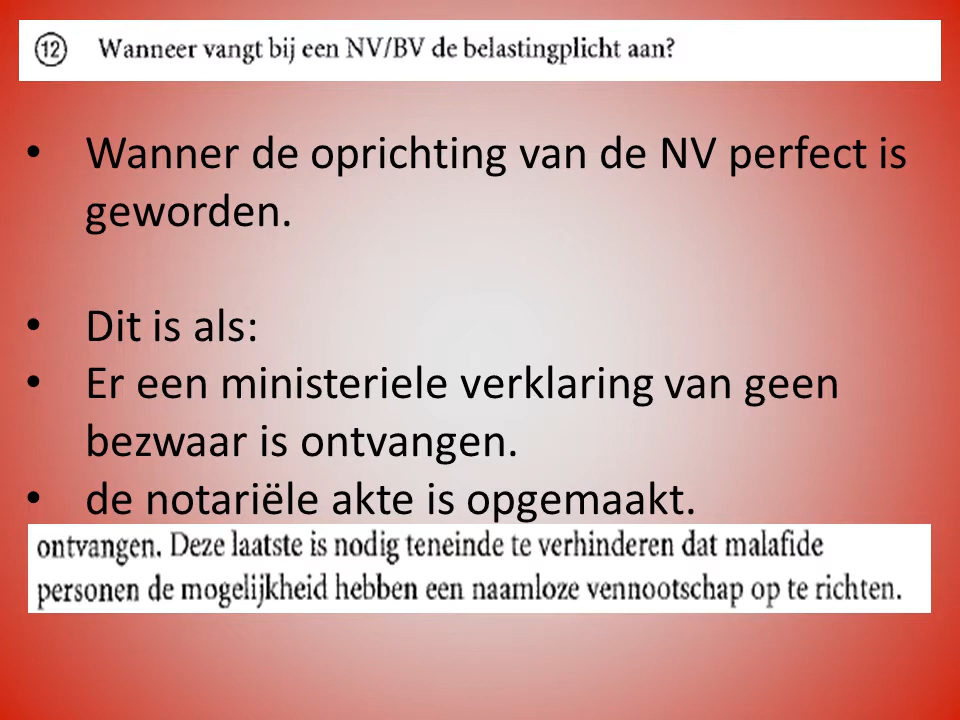 12 Wanneer vangt bij een NV/BV de belastingplicht aan?
• Wanner de oprichting van de NV perfect is
geworden.
• Dit is als:
• Er een ministeriele verklaring van geen
bezwaar is ontvangen.
• de notariële akte is opgemaakt.
ontvangen. Deze laatste is nodig teneinde te verhinderen dat malafide
personen de mogelijkheid hebben een naamloze vennootschap op te richten.